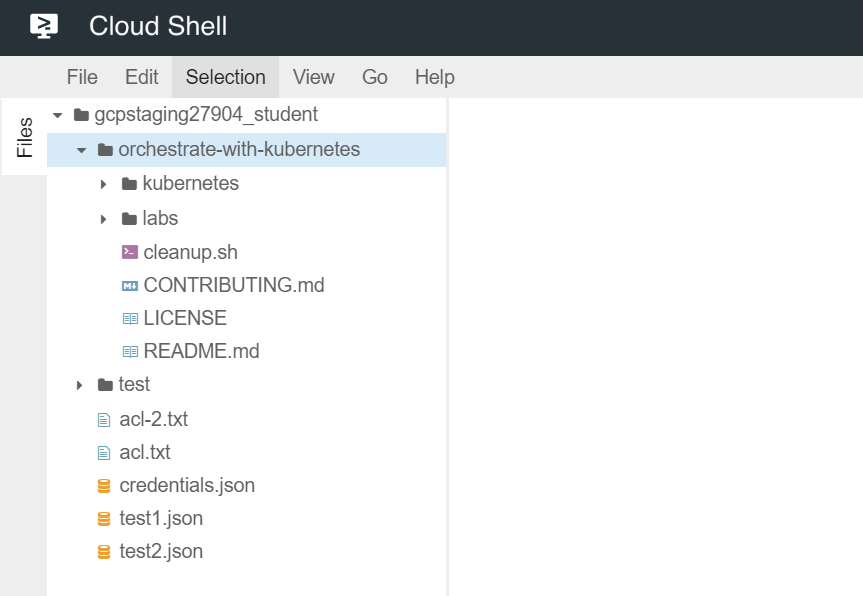 Cloud Shell
File Edit Selection View Go Help
Files
gcpstaging27904_student
orchestrate-with-kubernetes
kubernetes
labs
cleanup.sh
CONTRIBUTING.md
LICENSE
README.md
test
acl-2.txt
acl.txt
credentials.json
test1.json
test2.json